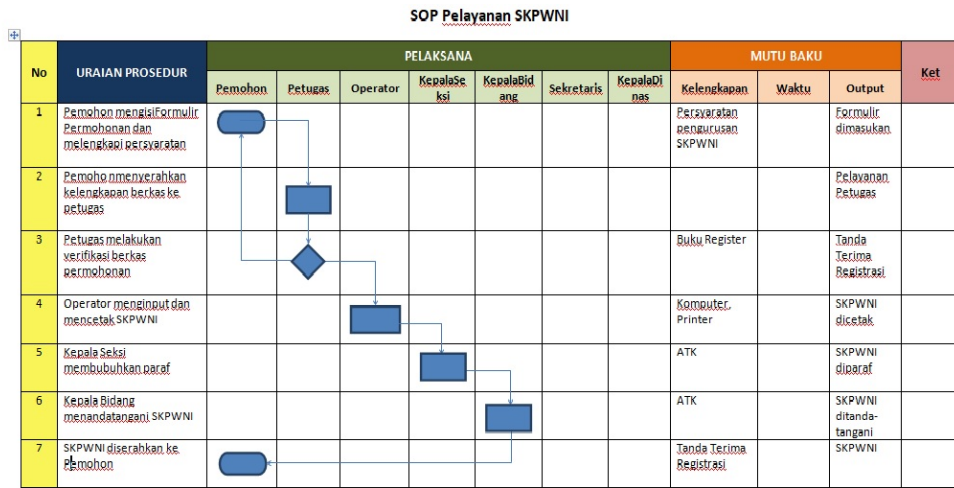 SOP Pelayanan SKPWNI
No
URAIAN PROSEDUR
PELAKSANA
MUTU BAKU
Ket
Pemohon
Petugas
Operator
KepalaSe
ksi
KepalaBid
ang
Sekretaris
KepalaDi
nas
Kelengkapan
Waktu
Output
1
Pemohon mengisiFormulir
Permohonan dan
melengkapi persyaratan
Persyaratan
pengurusan
SKPWNI
Formulir
dimasukan
2
Pemoho nmenyerahkan
kelengkapan berkas ke
petugas
Pelayanan
Petugas
3
Petugas melakukan
verifikasi berkas
permohonan
Buku Register
Tanda
Terima
Registrasi
4
Operator menginput dan
mencetak SKPWNI
Komputer,
Printer
SKPWNI
dicetak
5
Kepala Seksi
membubuhkan paraf
ATK
SKPWNI
diparaf
6
Kepala Bidang
menandatangani SKPWNI
ATK
SKPWNI
ditanda-
tangani
7
SKPWNI diserahkan ke
Pemohon
Tanda Terima
Registrasi
SKPWNI